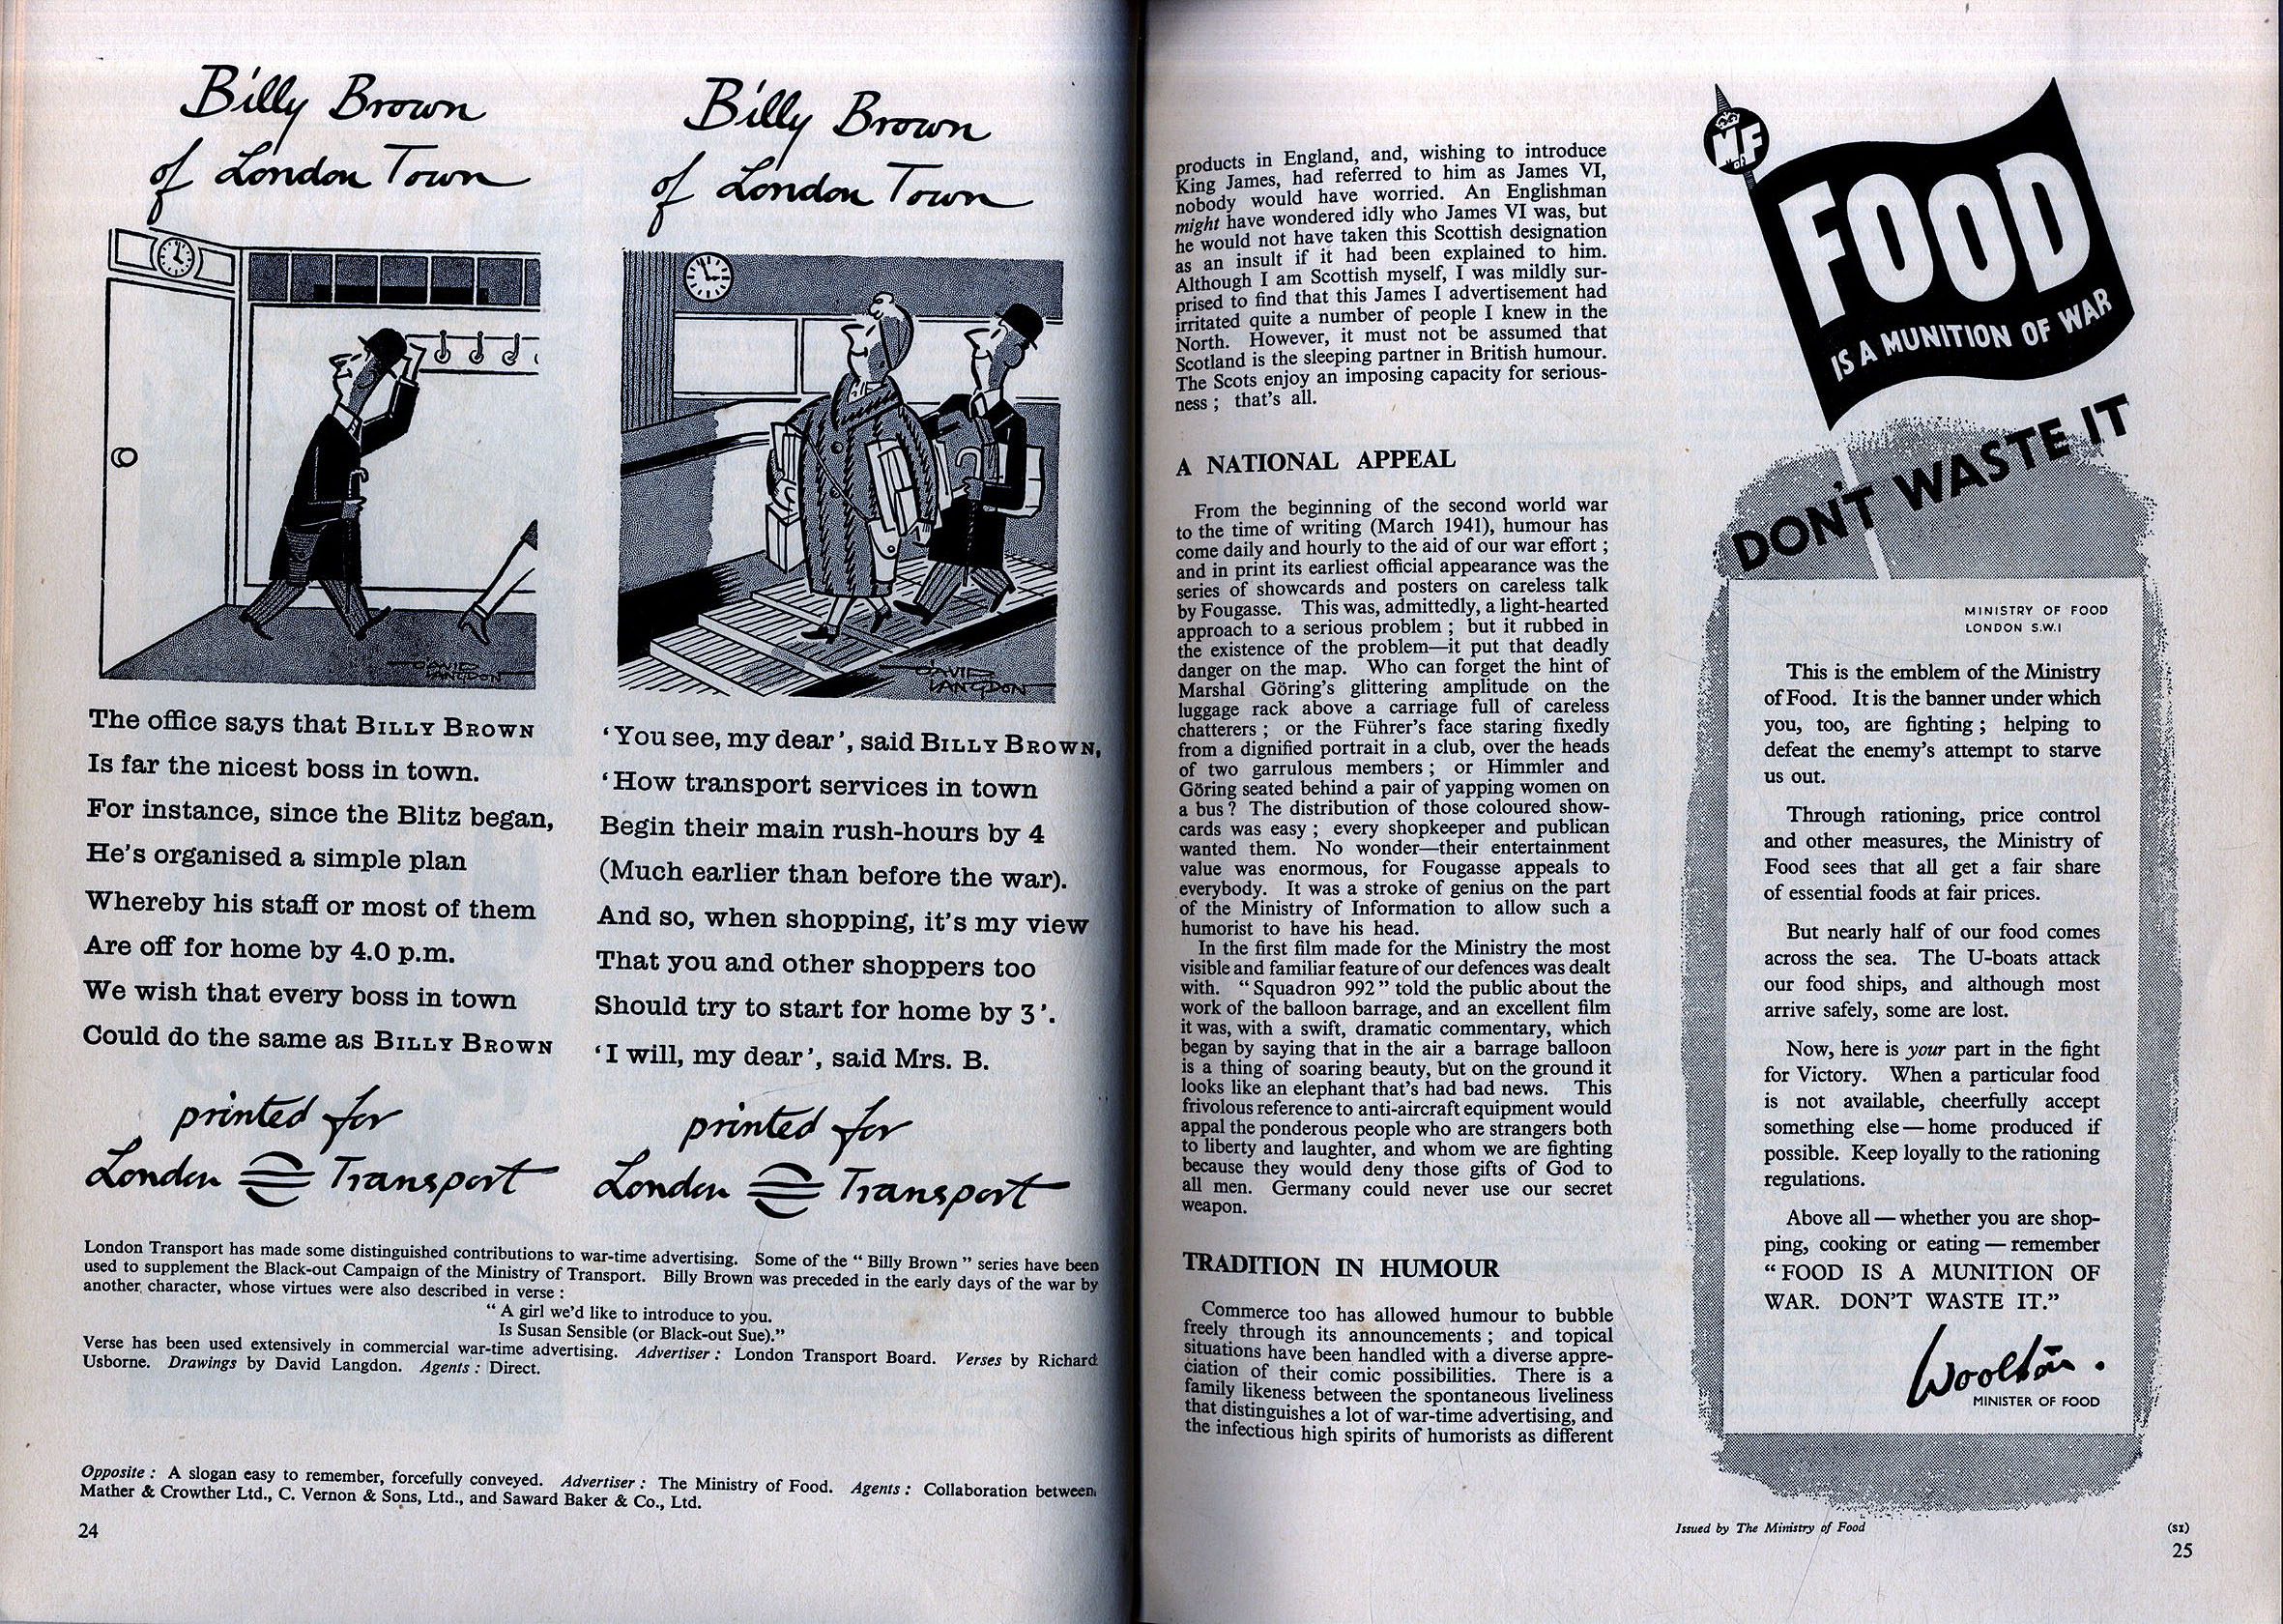 Billy Brown
of London Town
The office says that BILLY BROWN
Is far the nicest boss in town.
For instance, since the Blitz began,
He's organised a simple plan
Whereby his staff or most of them
Are off for home by 4.0 p.m.
We wish that every boss in town
Could do the same as BILLY BROWN
printed for
London Transport
Billy Brown
of London Town
DAVID
LANGDON
DAVID
LANGDON
‘You see, my dear’, said BILLY BROWN,
‘How transport services in town
Begin their main rush-hours by 4
(Much earlier than before the war).
And so, when shopping, it's my view
That you and other shoppers too
Should try to start for home by 3’.
‘I will, my dear’, said Mrs. B.
printed for
London Transport
London Transport has made some distinguished contributions to war-time advertising. Some of the “Billy Brown” series have been
used to supplement the Black-out Campaign of the Ministry of Transport. Billy Brown was preceded in the early days of the war by
another character, whose virtues were also described in verse :
“A girl we'd like to introduce to you.
Is Susan Sensible (or Black-out Sue).”
Verse has been used extensively in commercial war-time advertising. Advertiser : London Transport Board. Verses by Richard
Usborne. Drawings by David Langdon. Agents : Direct.
Opposite : A slogan easy to remember, forcefully conveyed. Advertiser : The Ministry of Food. Agents : Collaboration between
Mather & Crowther Ltd., C. Vernon & Sons, Ltd., and Saward Baker & Co., Ltd.
24
products in England, and, wishing to introduce
King James, had referred to him as James VI,
nobody would have worried. An Englishman
might have wondered idly who James VI was, but
he would not have taken this Scottish designation
as an insult if it had been explained to him.
Although I am Scottish myself, I was mildly sur-
prised to find that this James I advertisement had
irritated quite a number of people I knew in the
North. However, it must not be assumed that
Scotland is the sleeping partner in British humour.
The Scots enjoy an imposing capacity for serious-
ness ; that's all.
A NATIONAL APPEAL
From the beginning of the second world war
to the time of writing (March 1941), humour has
come daily and hourly to the aid of our war effort ;
and in print its earliest official appearance was the
series of showcards and posters on careless talk
by Fougasse. This was, admittedly, a light-hearted
approach to a serious problem ; but it rubbed in
the existence of the problem—it put that deadly
danger on the map. Who can forget the hint of
Marshal Göring's glittering amplitude on the
luggage rack above a carriage full of careless
chatterers ; or the Führer's face staring fixedly
from a dignified portrait in a club, over the heads
of two garrulous members ; or Himmler and
Göring seated behind a pair of yapping women on
a bus ? The distribution of those coloured show-
cards was easy ; every shopkeeper and publican
wanted them. No wonder—their entertainment
value was enormous, for Fougasse appeals to
everybody. It was a stroke of genius on the part
of the Ministry of Information to allow such a
humorist to have his head.
In the first film made for the Ministry the most
visible and familiar feature of our defences was dealt
with. “Squadron 992” told the public about the
work of the balloon barrage, and an excellent film
it was, with a swift, dramatic commentary, which
began by saying that in the air a barrage balloon
is a thing of soaring beauty, but on the ground it
looks like an elephant that's had bad news. This
frivolous reference to anti-aircraft equipment would
appal the ponderous people who are strangers both
to liberty and laughter, and whom we are fighting
because they would deny those gifts of God to
all men. Germany could never use our secret
weapon.
TRADITION IN HUMOUR
Commerce too has allowed humour to bubble
freely through its announcements ; and topical
situations have been handled with a diverse appre-
ciation of their comic possibilities. There is a
family likeness between the spontaneous liveliness
that distinguishes a lot of war-time advertising, and
the infectious high spirits of humorists as different
MF
FOOD
IS A MUNITION OF WAR
DON'T WASTE IT
MINISTRY OF FOOD
LONDON S.W.1
This is the emblem of the Ministry
of Food. It is the banner under which
you, too, are fighting ; helping to
defeat the enemy's attempt to starve
us out.
Through rationing, price control
and other measures, the Ministry of
Food sees that all get a fair share
of essential foods at fair prices.
But nearly half of our food comes
across the sea. The U-boats attack
our food ships, and although most
arrive safely, some are lost.
Now, here is your part in the fight
for Victory. When a particular food
is not available, cheerfully accept
something else—home produced if
possible. Keep loyally to the rationing
regulations.
Above all—whether you are shop-
ping, cooking or eating—remember
“FOOD IS A MUNITION OF
WAR. DON'T WASTE IT.”
Woolton.
MINISTER OF FOOD
Issued by The Ministry of Food
(S1)
25